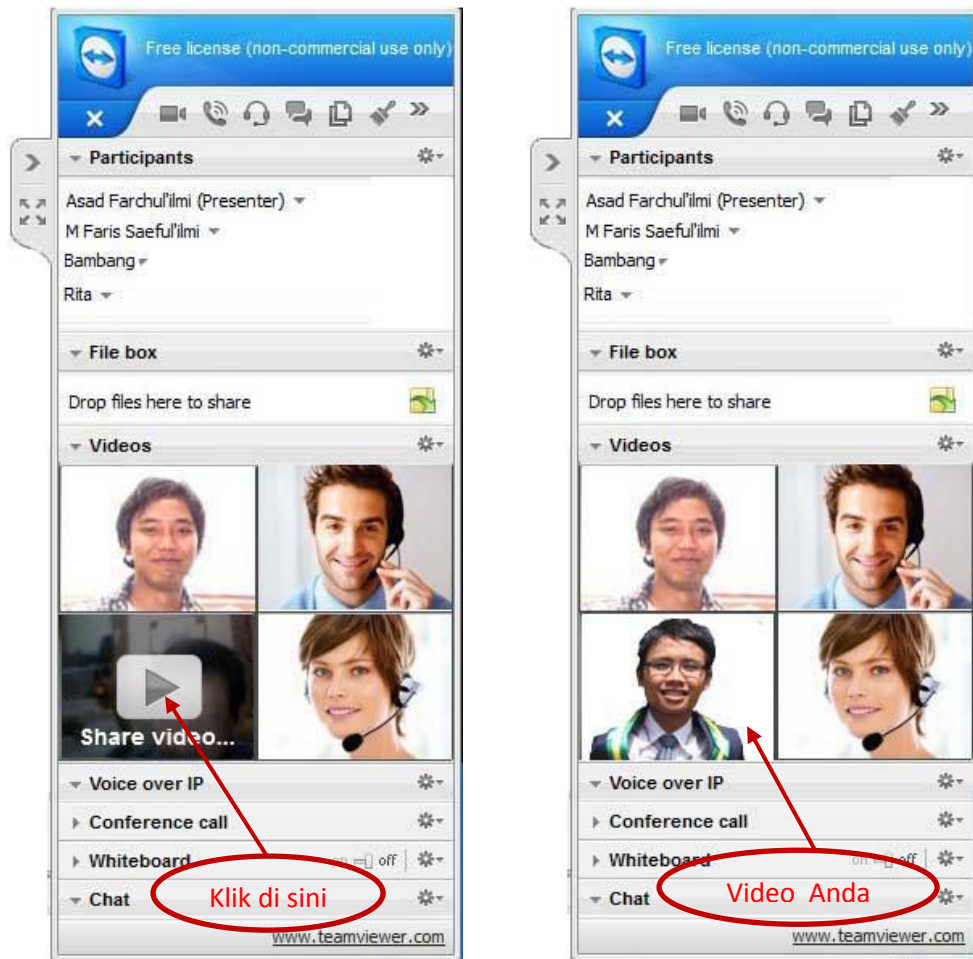 Free license (non-commercial use only)
Participants
Asad Farchul'ilmi (Presenter)
M Faris Saeful'ilmi
Bambang
Rita
File box
Drop files here to share
Videos
Share video...
Voice over IP
Conference call
Whiteboard on off
Chat
Klik di sini
www.teamviewer.com
Free license (non-commercial use only)
Participants
Asad Farchul'ilmi (Presenter)
M Faris Saeful'ilmi
Bambang
Rita
File box
Drop files here to share
Videos
Voice over IP
Conference call
Whiteboard on off
Chat
Video Anda
www.teamviewer.com